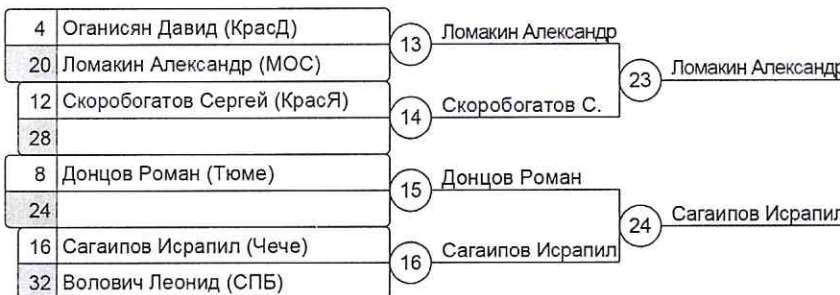 4 Оганисян Давид (КрасД)
20 Ломакин Александр (МОС)
13 Ломакин Александр
12 Скоробогатов Сергей (КрасЯ)
28
14 Скоробогатов С.
23 Ломакин Александр
8 Донцов Роман (Тюме)
24
15 Донцов Роман
16 Сагаипов Исрапил (Чече)
32 Волович Леонид (СПБ)
16 Сагаипов Исрапил
24 Сагаипов Исрапил